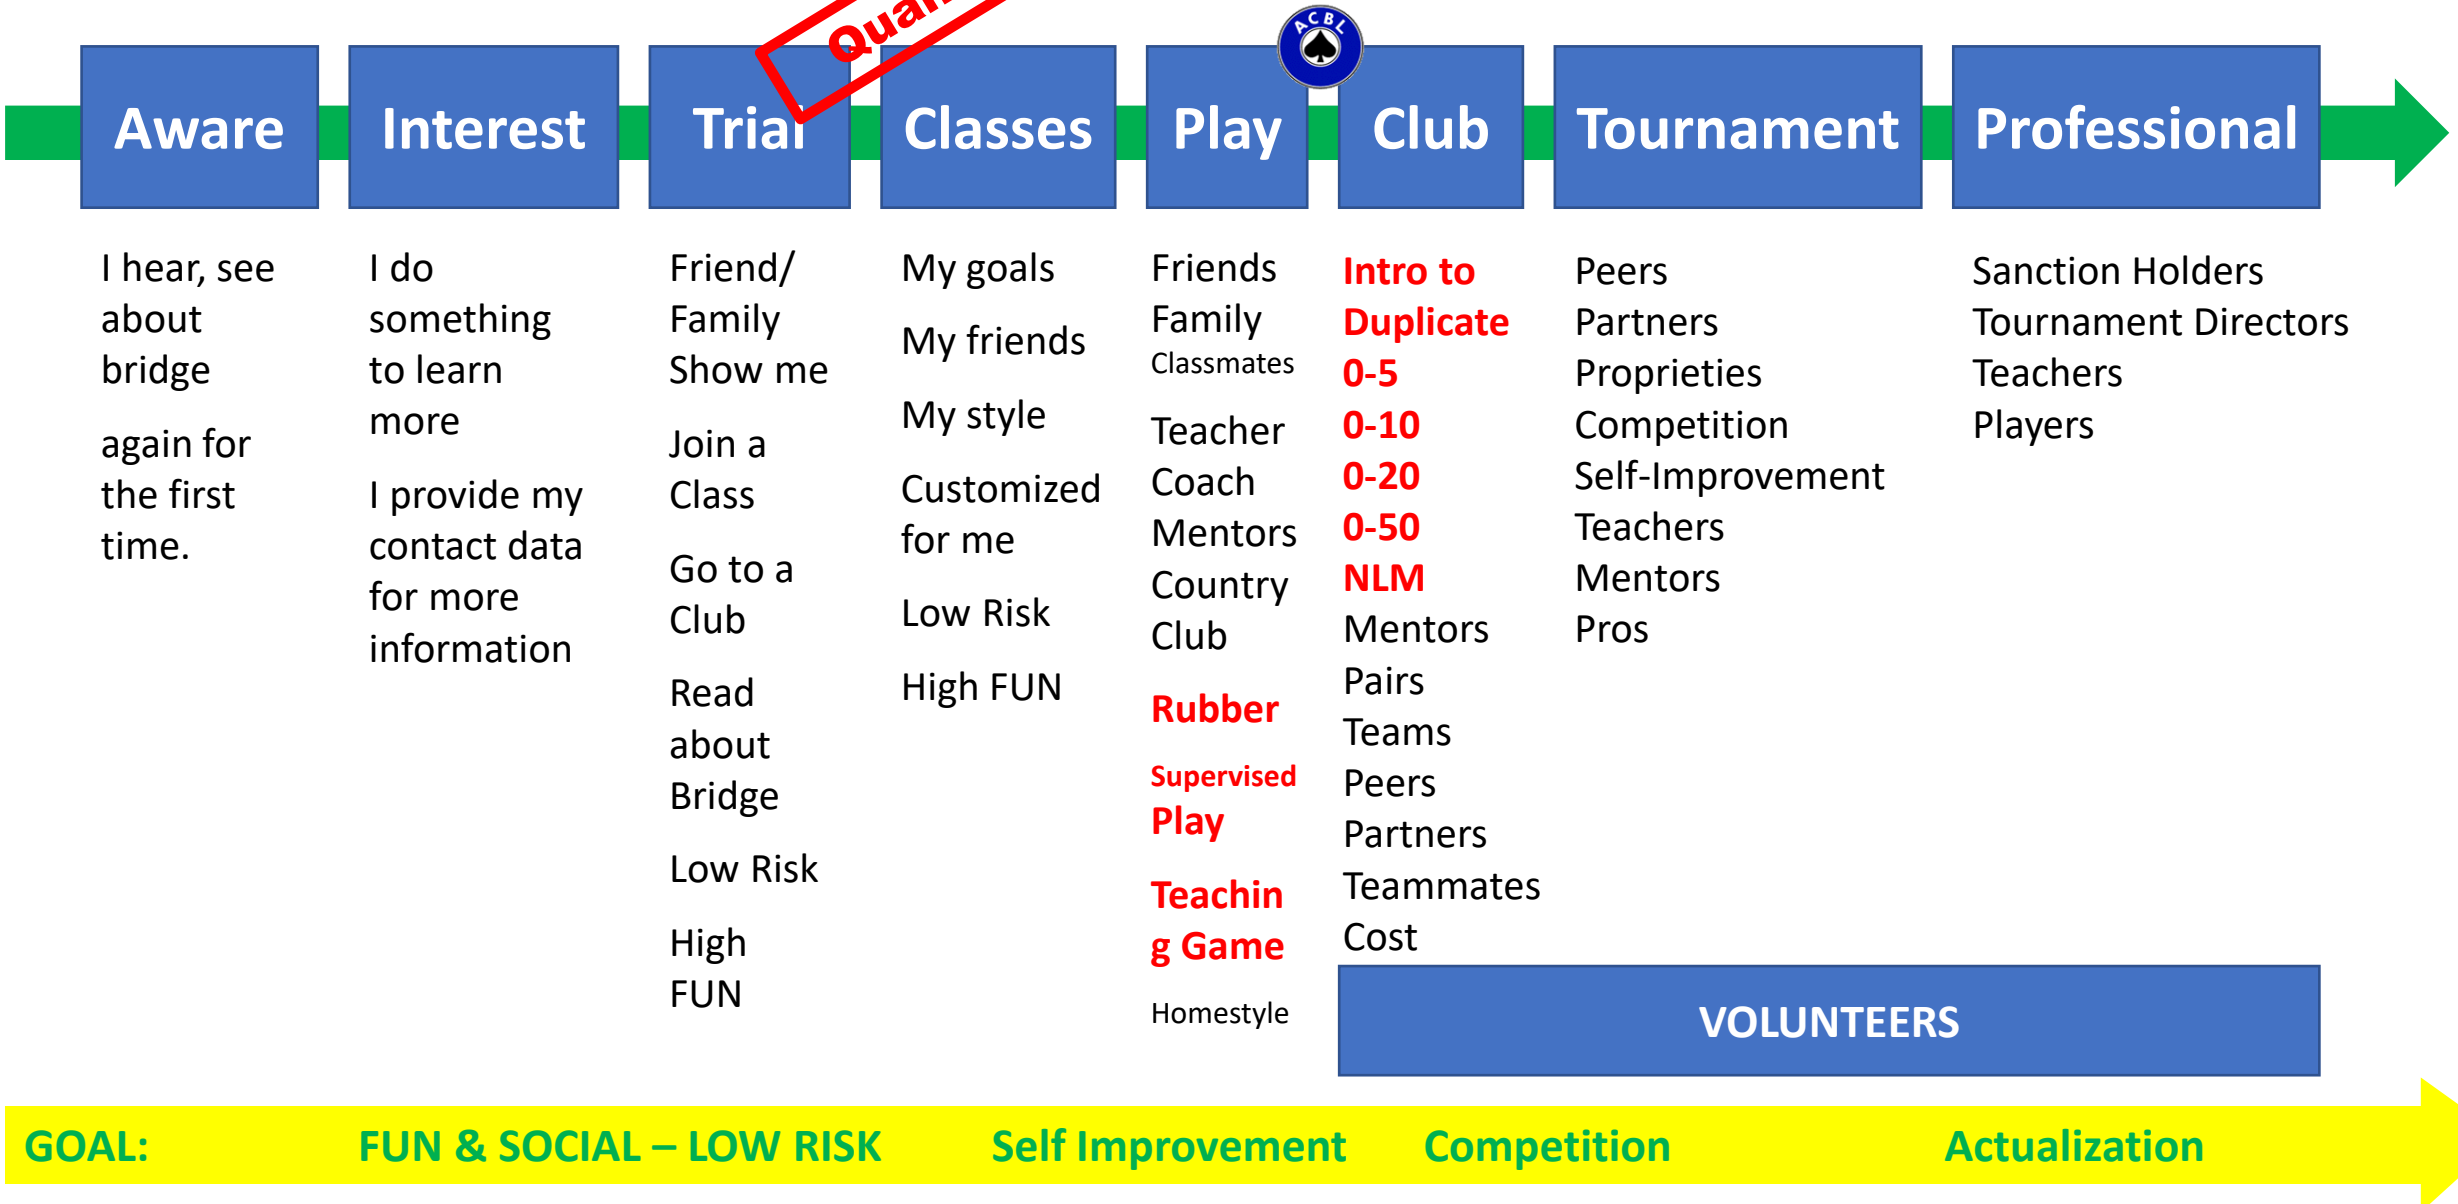 ACBL
Aware
Interest
Trial
Classes
Play
Club
Tournament
Professional
I hear, see
about
bridge
again for
the first
time.
I do
something
to learn
more
I provide my
contact data
for more
information
Friend/
Family
Show me
Join a
Class
Go to a
Club
Read
about
Bridge
Low Risk
High
FUN
My goals
My friends
My style
Customized
for me
Low Risk
High FUN
Friends
Family
Classmates
Teacher
Coach
Mentors
Country
Club
Rubber
Supervised
Play
Teachin
g Game
Homestyle
Intro to
Duplicate
0-5
0-10
0-20
0-50
NLM
Mentors
Pairs
Teams
Peers
Partners
Teammates
Cost
Peers
Partners
Proprieties
Competition
Self-Improvement
Teachers
Mentors
Pros
Sanction Holders
Tournament Directors
Teachers
Players
VOLUNTEERS
GOAL: FUN & SOCIAL – LOW RISK Self Improvement Competition Actualization